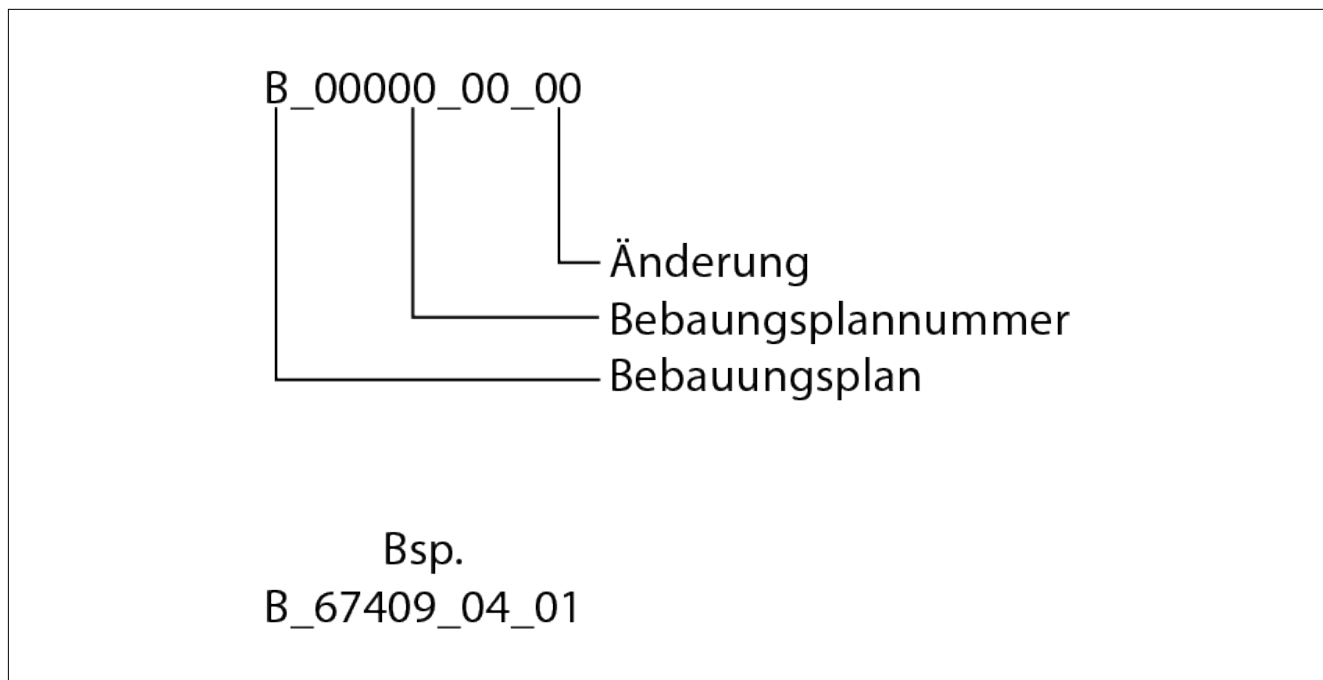 B_00000_00_00
Änderung
Bebaungsplannummer
Bebauungsplan
Bsp.
B_67409_04_01